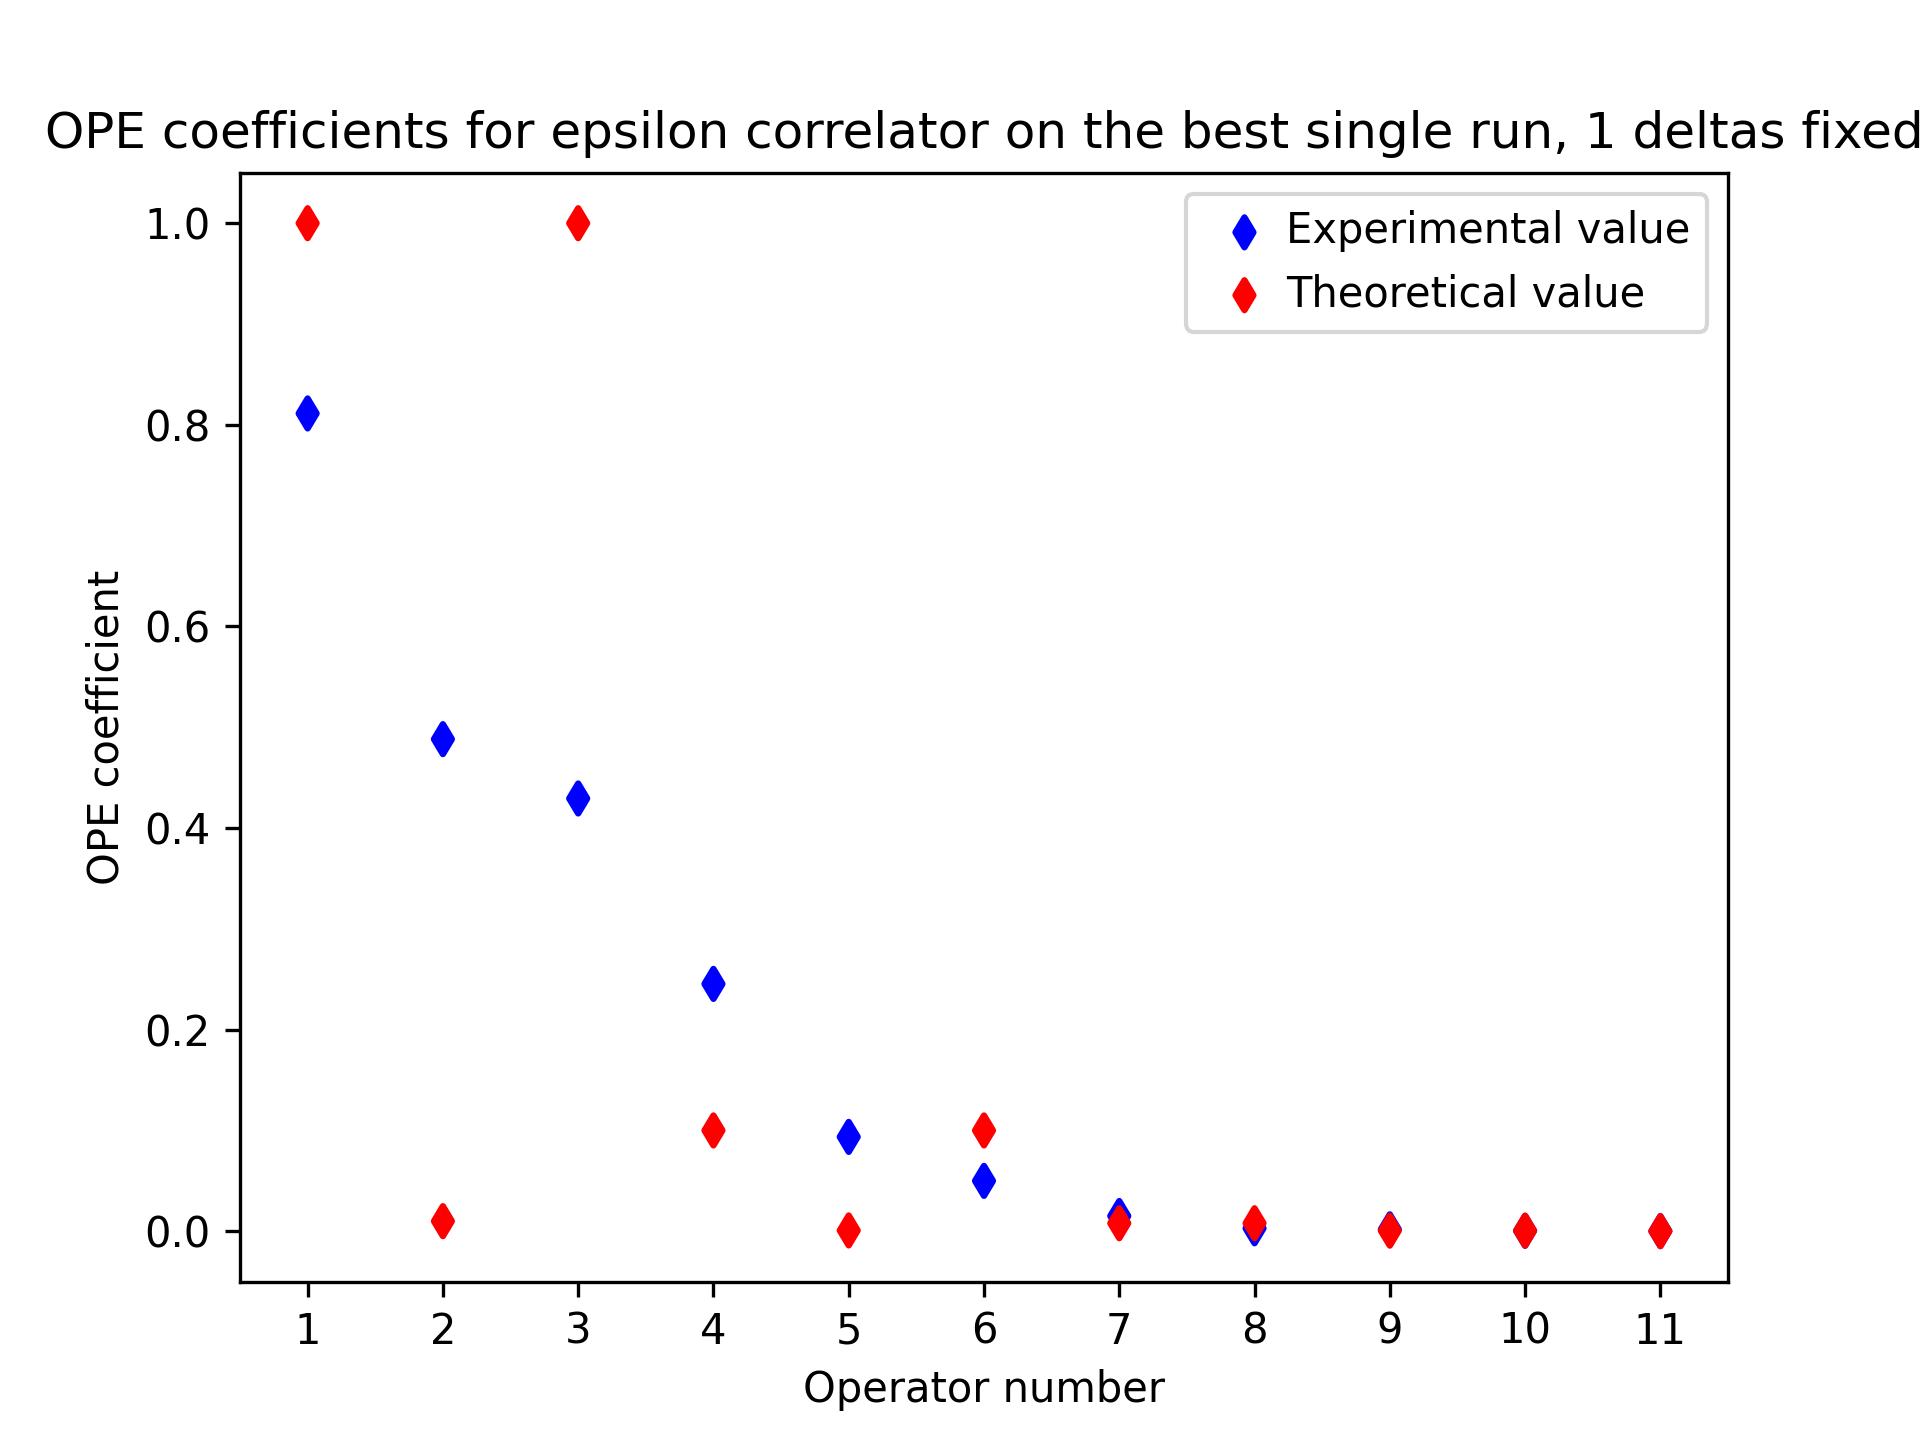 OPE coefficients for epsilon correlator on the best single run, 1 deltas fixed
Experimental value
Theoretical value
1.0
0.8
0.6
0.4
0.2
0.0
OPE coefficient
1 2 3 4 5 6 7 8 9 10 11
Operator number